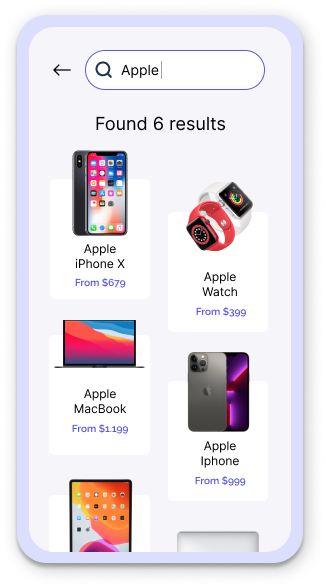 Apple
Found 6 results
Apple
iPhone X
From $679
Apple
Watch
From $399
Apple
MacBook
From $1.199
Apple
Iphone
From $999